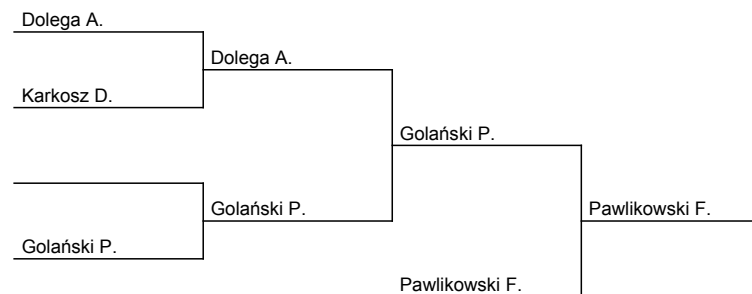 Dolega A.
Dolega A.
Karkosz D.
Golański P.
Golański P.
Pawlikowski F.
Golański P.
Pawlikowski F.